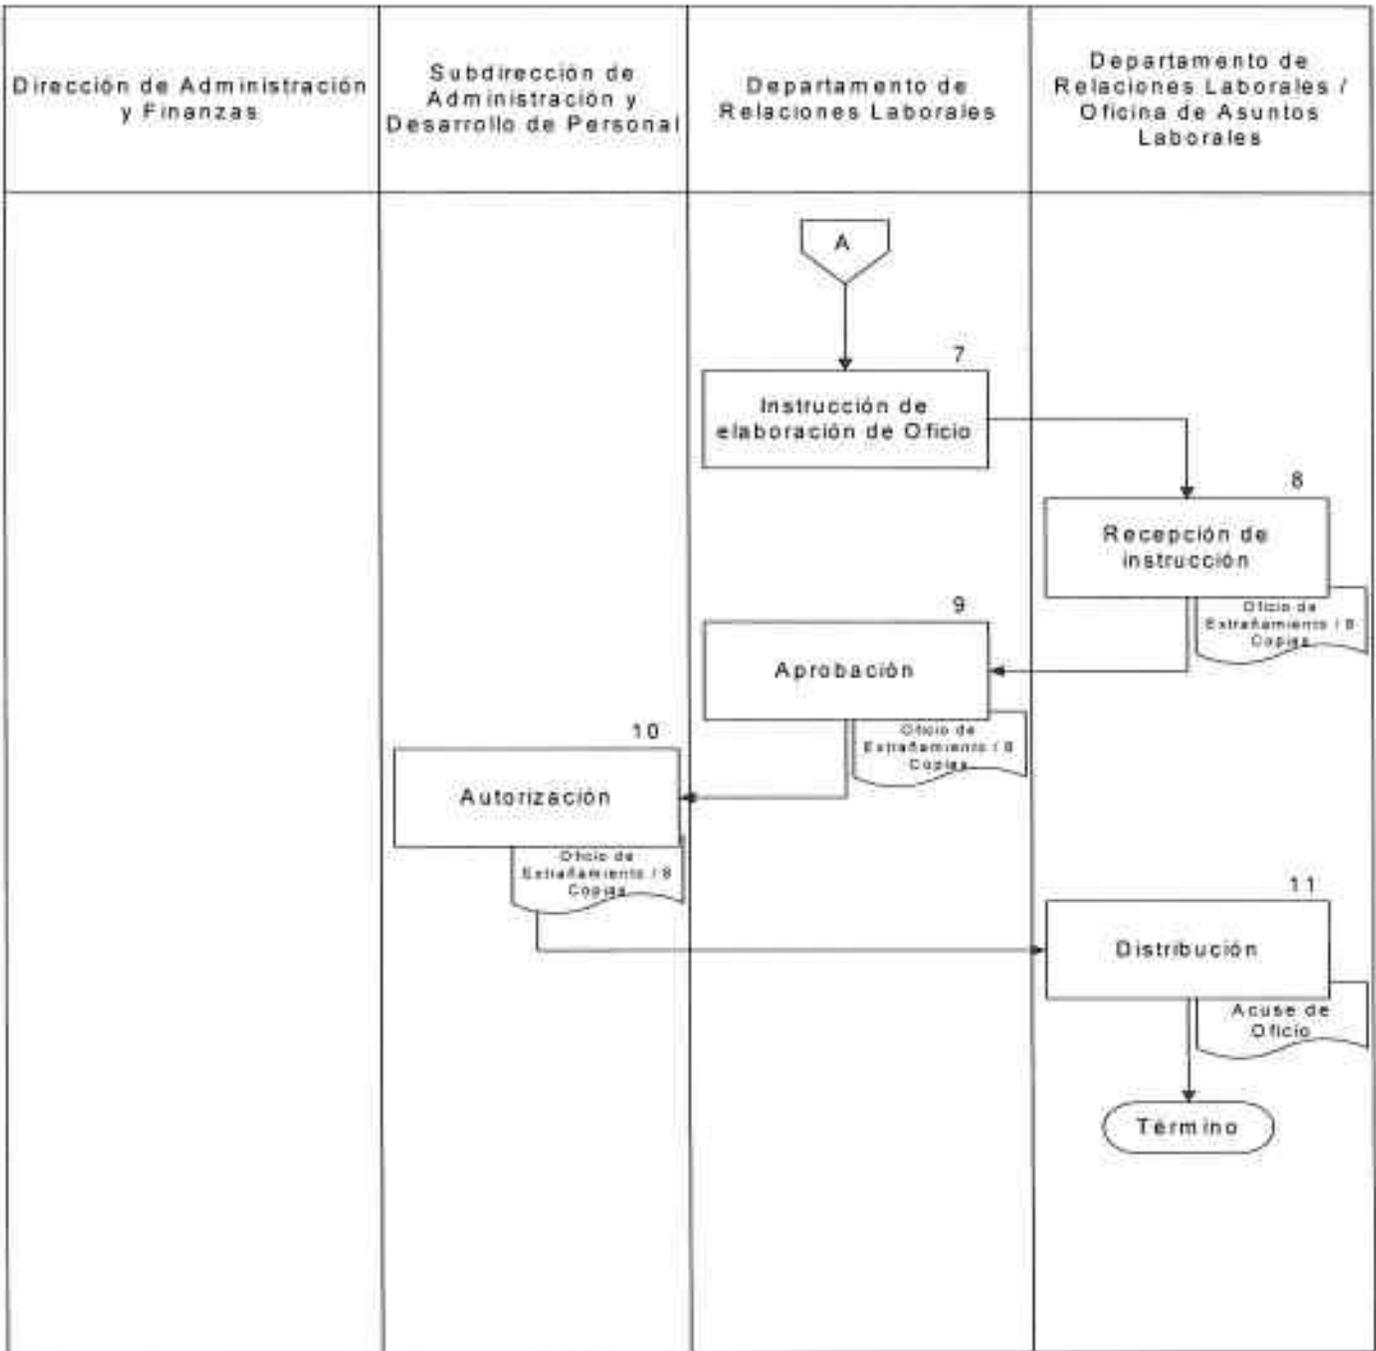 Dirección de Administración
y Finanzas
Subdirección de
Administración y
Desarrollo de Personal
Departamento de
Relaciones Laborales
Departamento de
Relaciones Laborales /
Oficina de Asuntos
Laborales
A
7
Instrucción de
elaboración de Oficio
8
Recepción de
instrucción
Oficio de
Extrañamiento / 8
Copias
9
Aprobación
Oficio de
Extrañamiento / 8
Copias
10
Autorización
Oficio de
Extrañamiento / 8
Copias
11
Distribución
Acuse de
Oficio
Término